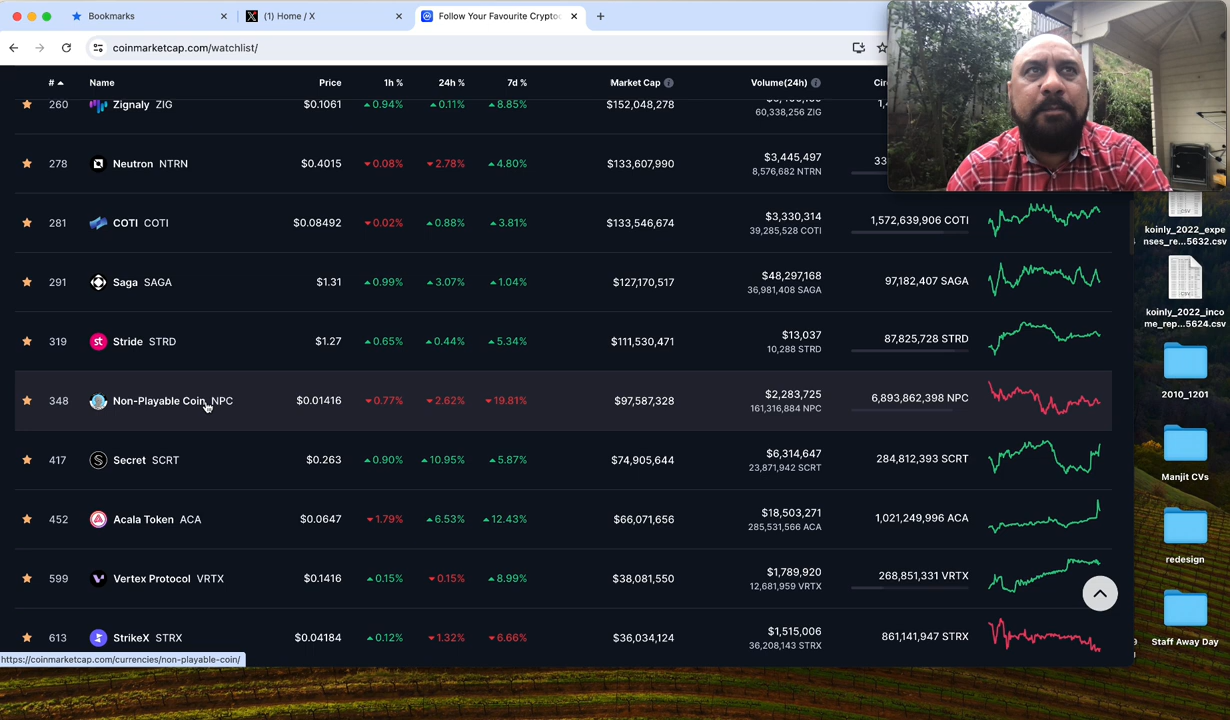 Bookmarks
(1) Home / X
Follow Your Favourite Crypto
coinmarketcap.com/watchlist/
# Name Price 1h % 24h % 7d % Market Cap Volume(24h) Circ
260 Zignaly ZIG $0.1061 0.94% 0.11% 8.85% $152,048,278
60,338,256 ZIG
278 Neutron NTRN $0.4015 0.08% 2.78% 4.80% $133,607,990 $3,445,497
8,576,682 NTRN
281 COTI COTI $0.08492 0.02% 0.88% 3.81% $133,546,674 $3,330,314 1,572,639,906 COTI
39,285,528 COTI
291 Saga SAGA $1.31 0.99% 3.07% 1.04% $127,170,517 $48,297,168 97,182,407 SAGA
36,981,408 SAGA
319 Stride STRD $1.27 0.65% 0.44% 5.34% $111,530,471 $13,037 87,825,728 STRD
10,288 STRD
348 Non-Playable Coin NPC $0.01416 0.77% 2.62% 19.81% $97,587,328 $2,283,725 6,893,862,398 NPC
161,316,884 NPC
417 Secret SCRT $0.263 0.90% 10.95% 5.87% $74,905,644 $6,314,647 284,812,393 SCRT
23,871,942 SCRT
452 Acala Token ACA $0.0647 1.79% 6.53% 12.43% $66,071,656 $18,503,271 1,021,249,996 ACA
285,531,566 ACA
599 Vertex Protocol VRTX $0.1416 0.15% 0.15% 8.99% $38,081,550 $1,789,920 268,851,331 VRTX
12,681,959 VRTX
613 StrikeX STRX $0.04184 0.12% 1.32% 6.66% $36,034,124 $1,515,006 861,141,947 STRX
36,208,143 STRX
https://coinmarketcap.com/currencies/non-playable-coin/
CSV
koinly_2022_expe
nses_re...5632.csv
CSV
koinly_2022_inco
me_rep...5624.csv
2010_1201
Manjit CVs
redesign
Staff Away Day